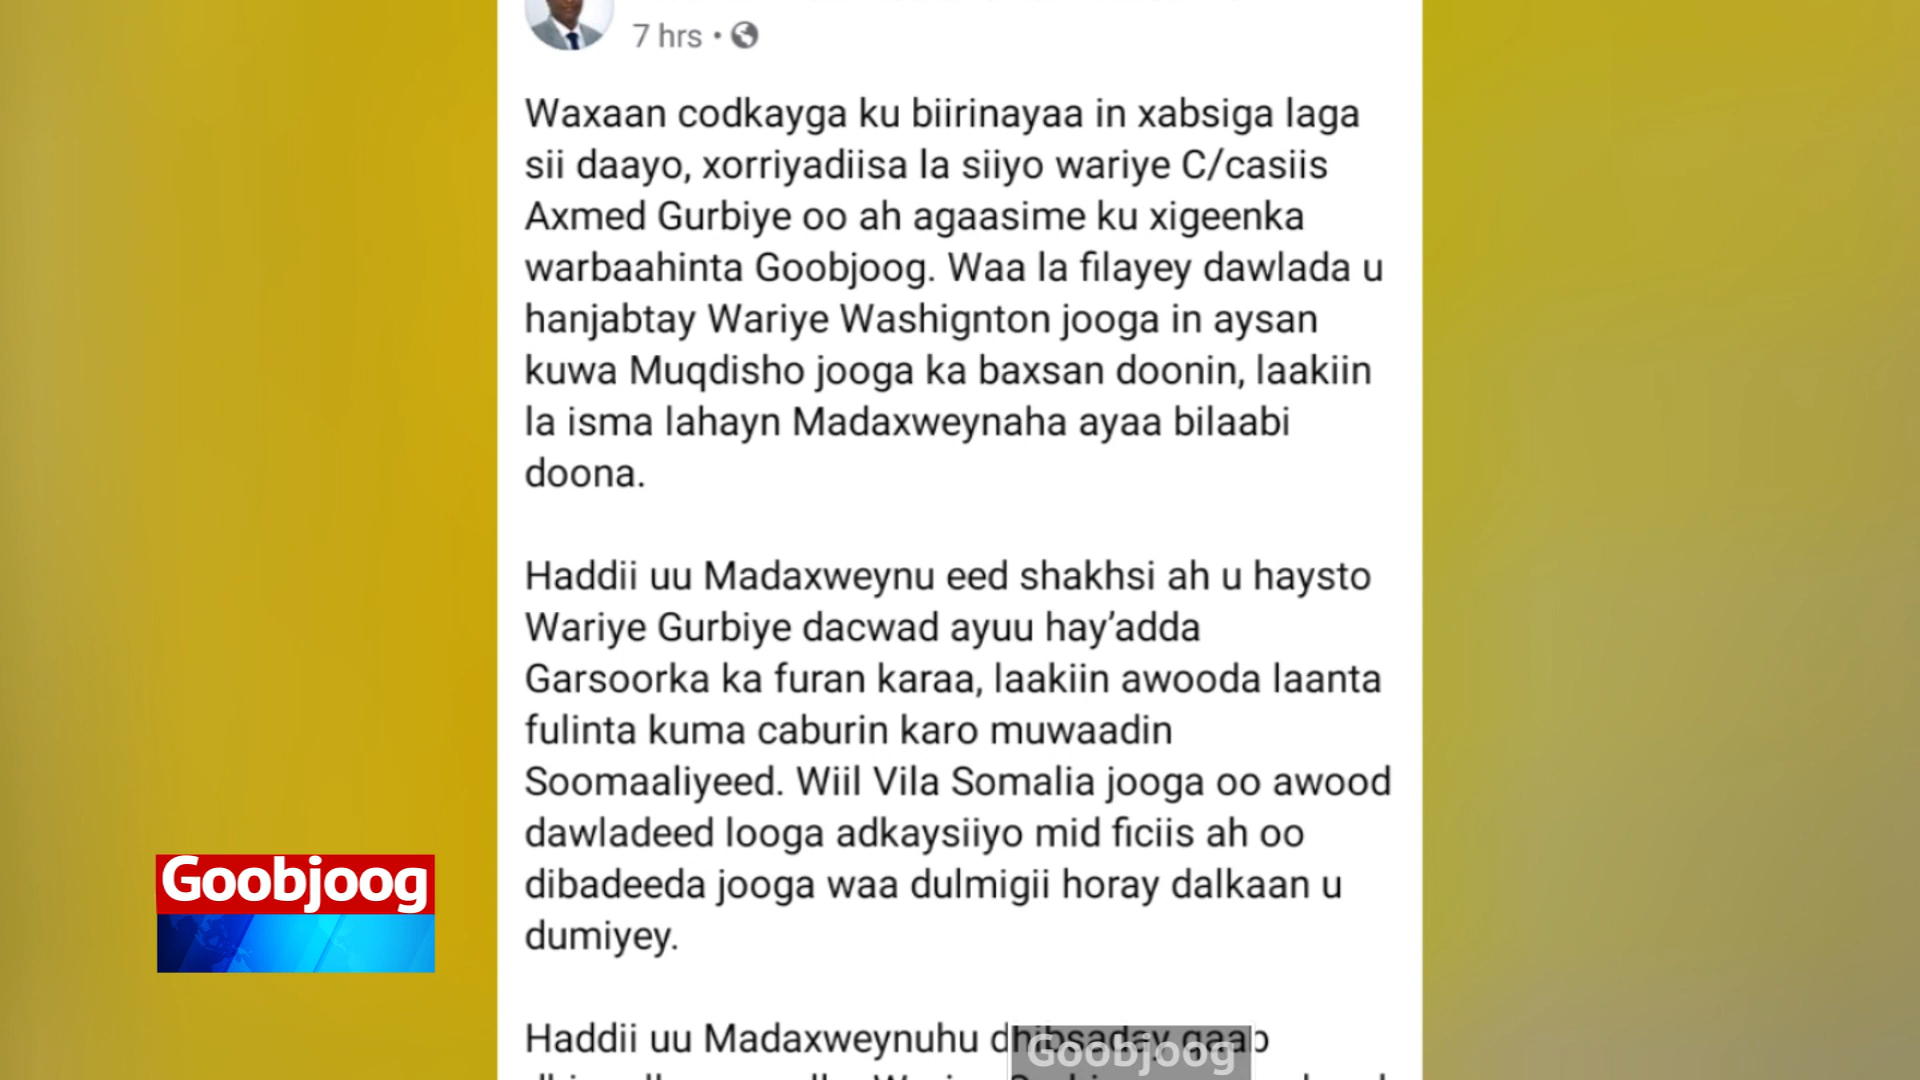 7 hrs •
Waxaan codkayga ku biirinayaa in xabsiga laga
sii daayo, xorriyadiisa la siiyo wariye C/casiis
Axmed Gurbiye oo ah agaasime ku xigeenka
warbaahinta Goobjoog. Waa la filayey dawlada u
hanjabtay Wariye Washignton jooga in aysan
kuwa Muqdisho jooga ka baxsan doonin, laakiin
la isma lahayn Madaxweynaha ayaa bilaabi
doona.
Haddii uu Madaxweynu eed shakhsi ah u haysto
Wariye Gurbiye dacwad ayuu hay’adda
Garsoorka ka furan karaa, laakiin awooda laanta
fulinta kuma caburin karo muwaadin
Soomaaliyeed. Wiil Vila Somalia jooga oo awood
dawladeed looga adkaysiiyo mid ficiis ah oo
dibadeeda jooga waa dulmigii horay dalkaan u
dumiyey.
Haddii uu Madaxweynuhu dhibsaday qaab
Goobjoog
Goobjoog